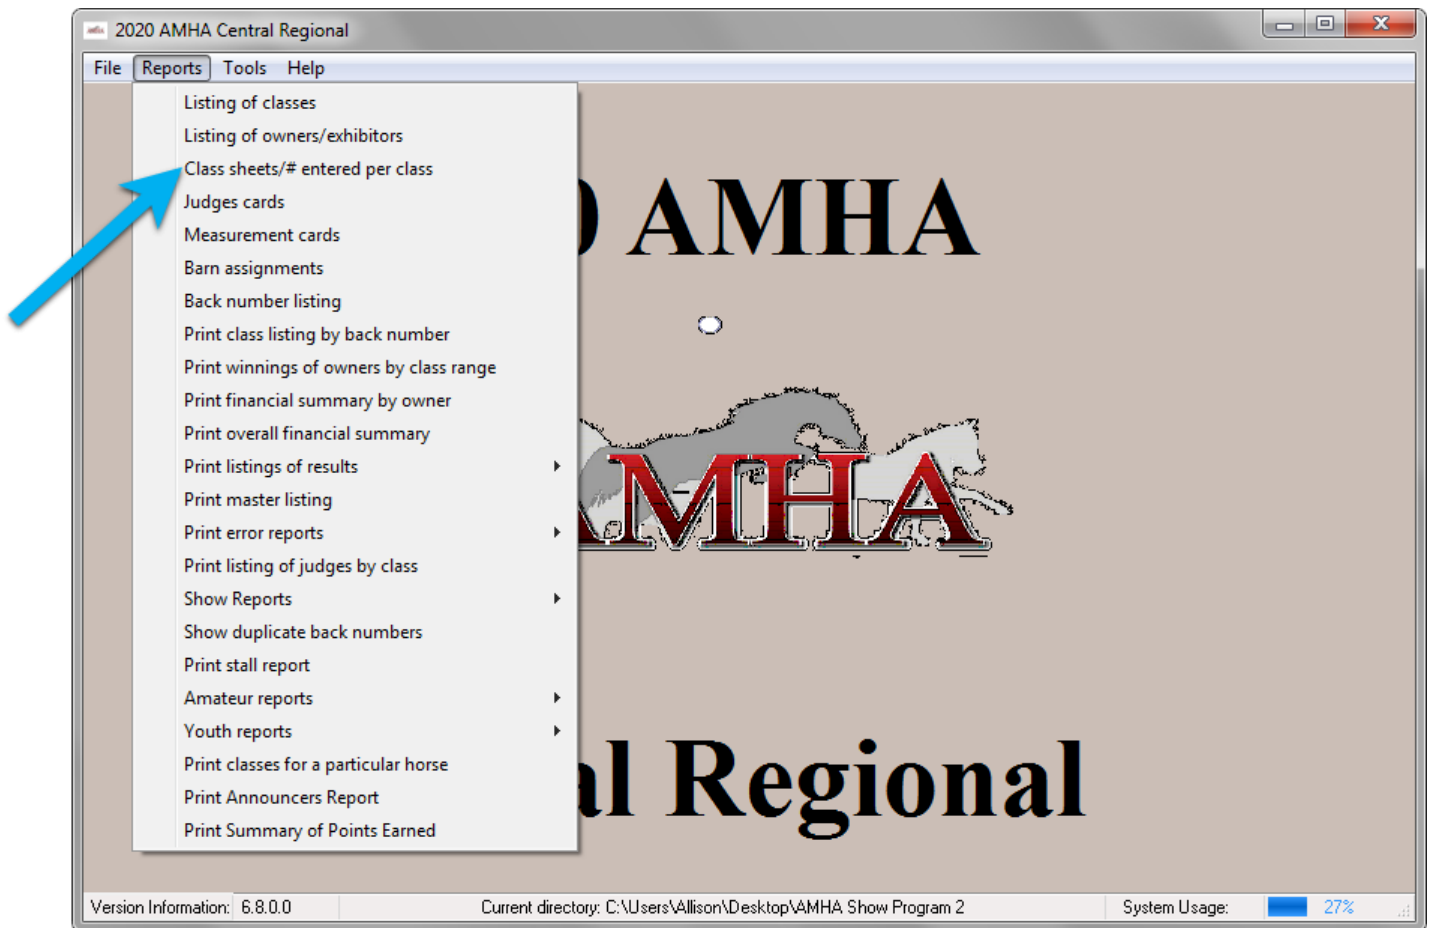 2020 AMHA Central Regional
File Reports Tools Help
Listing of classes
Listing of owners/exhibitors
Class sheets/# entered per class
Judges cards
Measurement cards
Barn assignments
Back number listing
Print class listing by back number
Print winnings of owners by class range
Print financial summary by owner
Print overall financial summary
Print listings of results
Print master listing
Print error reports
Print listing of judges by class
Show Reports
Show duplicate back numbers
Print stall report
Amateur reports
Youth reports
Print classes for a particular horse
Print Announcers Report
Print Summary of Points Earned
0 AMHA
AMHA
al Regional
Version Information: 6.8.0.0 Current directory: C:\Users\Allison\Desktop\AMHA Show Program 2 System Usage: 27%